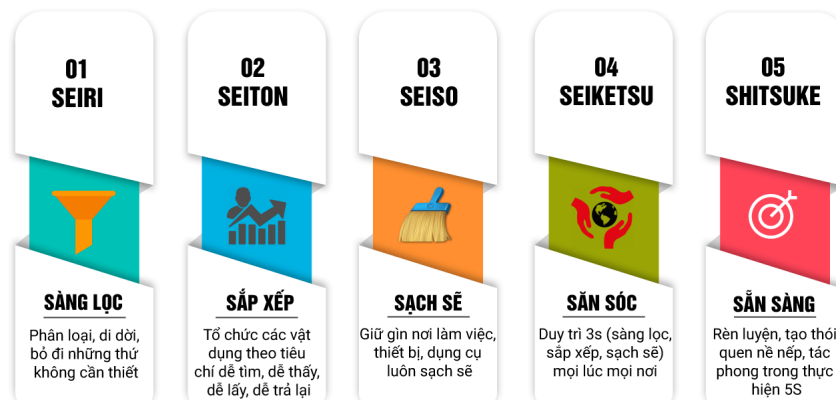 01
SEIRI
SÀNG LỌC
Phân loại, di dời,
bỏ đi những thứ
không cần thiết
02
SEITON
SẮP XẾP
Tổ chức các vật
dụng theo tiêu
chí dễ tìm, dễ thấy,
dễ lấy, dễ trả lại
03
SEISO
SẠCH SẼ
Giữ gìn nơi làm việc,
thiết bị, dụng cụ
luôn sạch sẽ
04
SEIKETSU
SĂN SÓC
Duy trì 3s (sàng lọc,
sắp xếp, sạch sẽ)
mọi lúc mọi nơi
05
SHITSUKE
SẴN SÀNG
Rèn luyện, tạo thói
quen nề nếp, tác
phong trong thực
hiện 5S